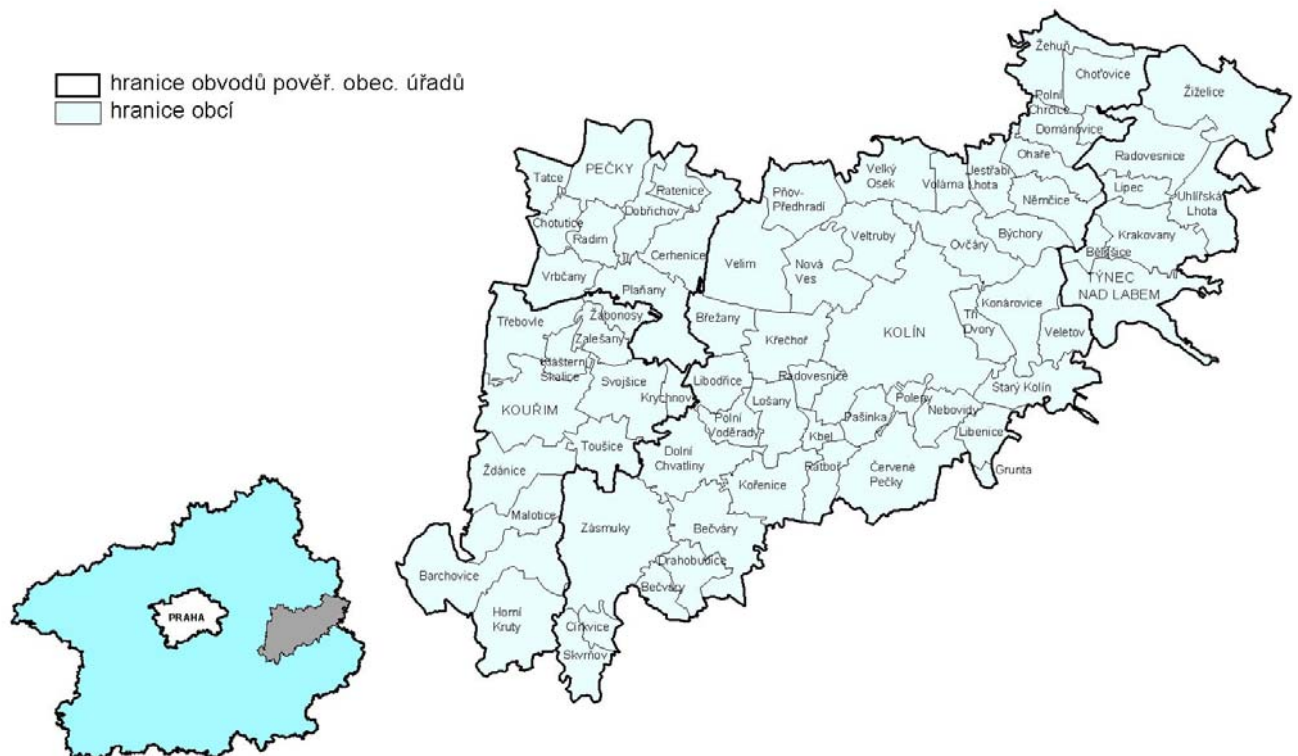 hranice obvodů pověř. obec. úřadů
hranice obcí
Žehuň
Choťovice
Žiželice
Polní
Chrčice
Dománovice
Radovesnice
Ohaře
Lipec
Uhlířská
Lhota
Němčice
Krakovany
Bělušice
TÝNEC
NAD LABEM
Tatce
PEČKY
Ratenice
Dobřichov
Chotutice
Radim
Cerhenice
Vrbčany
Plaňany
Pňov-
Předhradí
Velký
Osek
Volárna
Jestřabí
Lhota
Veltruby
Ovčáry
Býchory
Velim
Nová
Ves
Konárovice
KOLÍN
Tři
Dvory
Veletov
Břežany
Křečhoř
Třebovle
Žabonosy
Zalešany
Klášterní
Skalice
Svojšice
Krychnov
Libodřice
Radovesnice
Lošany
Polní
Voděrady
Pašinka
Polepy
Nebovidy
Starý Kolín
Libenice
Grunta
Kbel
KOUŘIM
Toušice
Dolní
Chvatliny
Ratboř
Červené
Pečky
Kořenice
Ždánice
Malotice
Zásmuky
Bečváry
Drahobudice
Bečváry
Barchovice
Horní
Kruty
Církvice
Skvrňov
PRAHA